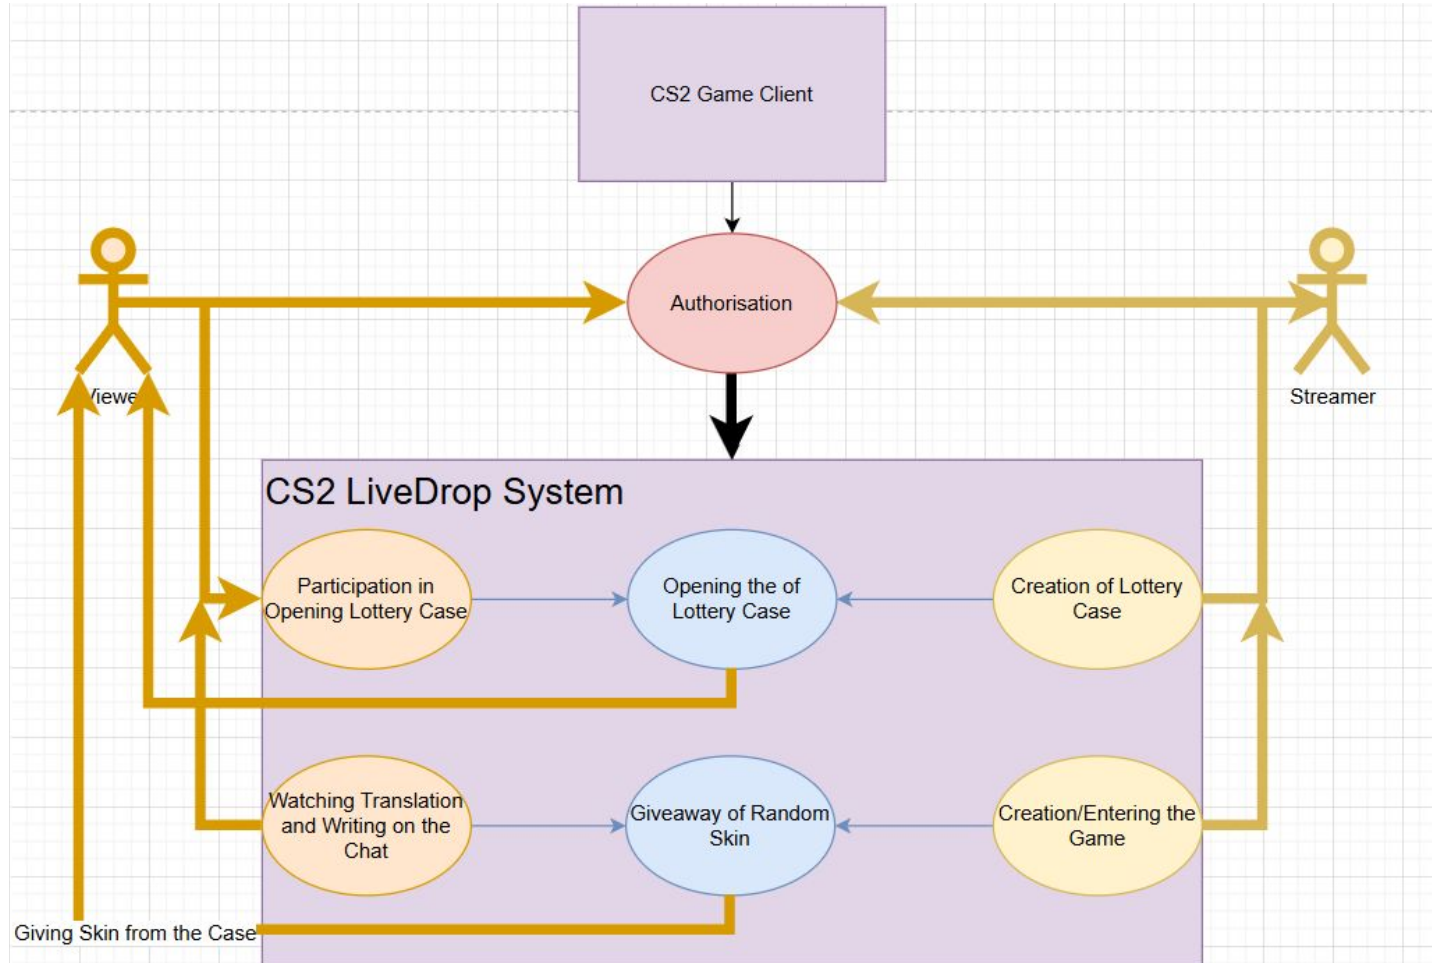 CS2 Game Client
Authorisation
Viewe
Streamer
CS2 LiveDrop System
Participation in
Opening Lottery Case
Opening the of
Lottery Case
Creation of Lottery
Case
Watching Translation
and Writing on the
Chat
Giveaway of Random
Skin
Creation/Entering the
Game
Giving Skin from the Case